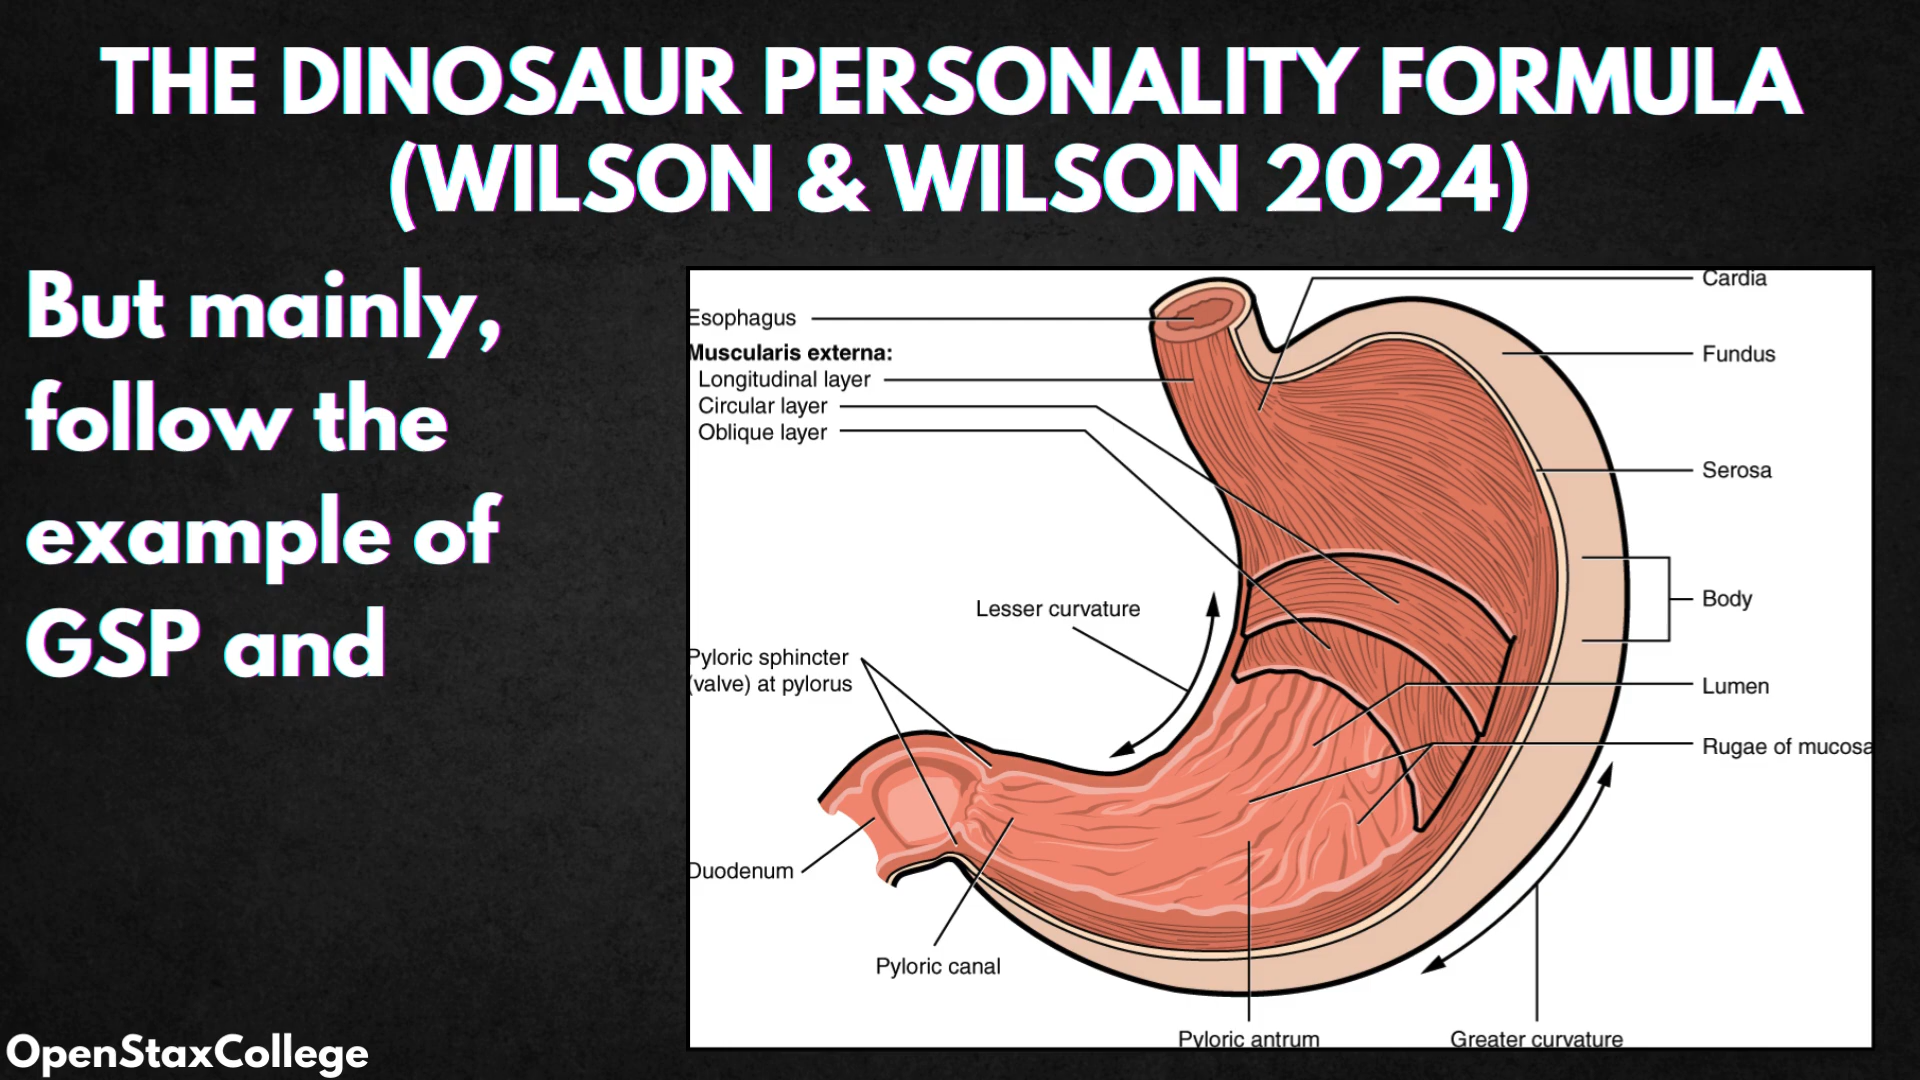 THE DINOSAUR PERSONALITY FORMULA
(WILSON & WILSON 2024)
But mainly,
follow the
example of
GSP and
Esophagus
Muscularis externa:
Longitudinal layer
Circular layer
Oblique layer
Lesser curvature
Pyloric sphincter
(valve) at pylorus
Duodenum
Pyloric canal
Pyloric antrum
Greater curvature
Cardia
Fundus
Serosa
Body
Lumen
Rugae of mucosa
OpenStaxCollege